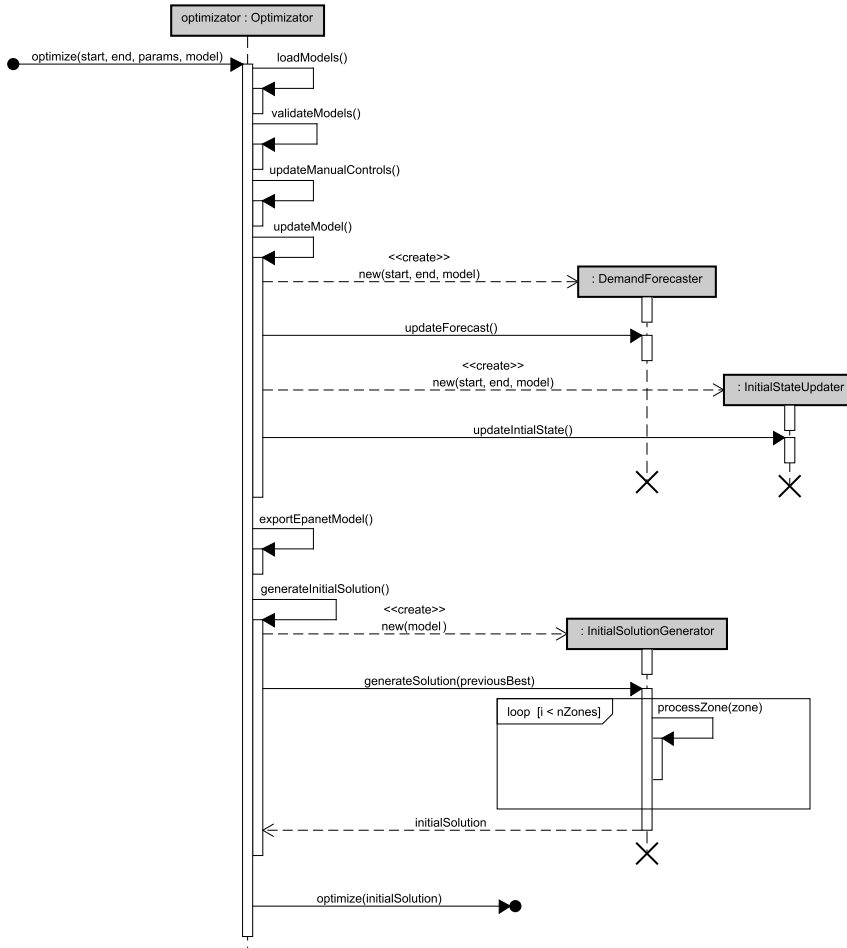 optimizator : Optimizator
optimize(start, end, params, model)
loadModels()
validateModels()
updateManualControls()
updateModel()
<<create>>
new(start, end, model)
: DemandForecaster
updateForecast()
<<create>>
new(start, end, model)
: InitialStateUpdater
updateIntialState()
exportEpanetModel()
generateInitialSolution()
<<create>>
new(model)
: InitialSolutionGenerator
generateSolution(previousBest)
loop [i < nZones]
processZone(zone)
initialSolution
optimize(initialSolution)